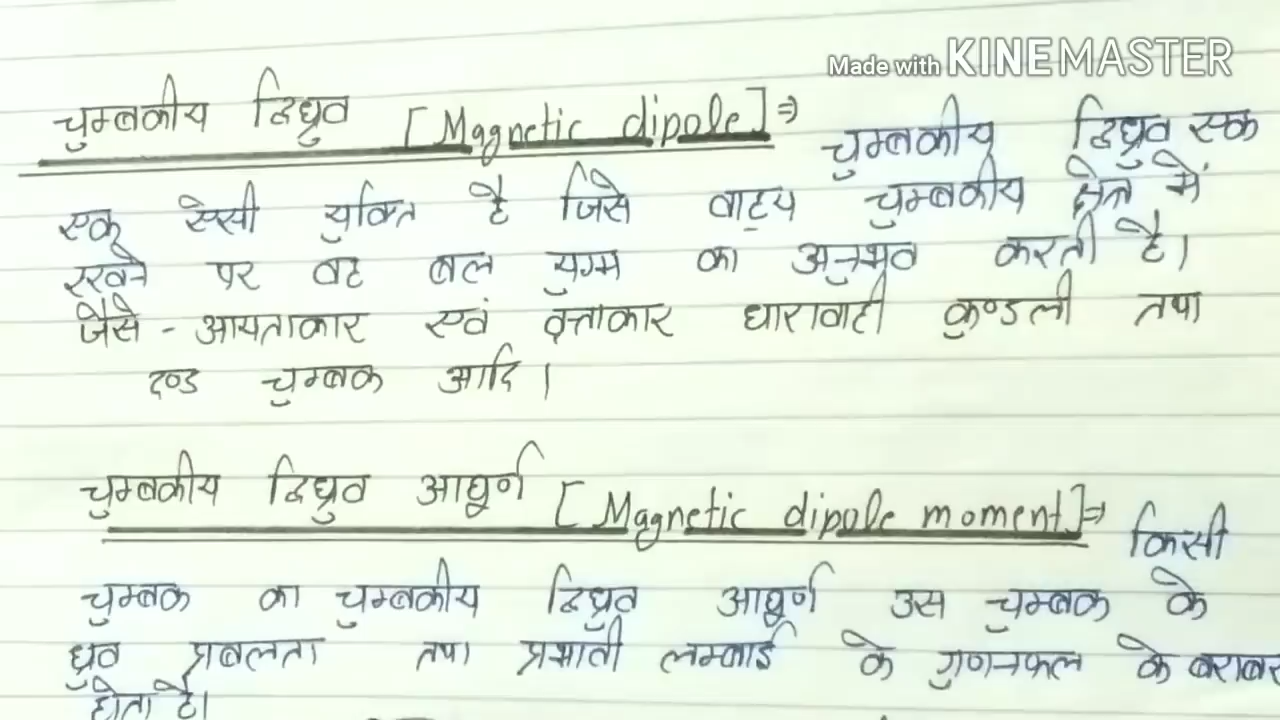 Made with KINEMASTER
चुम्बकीय द्विध्रुव [Magnetic dipole]⇒ चुम्बकीय द्विध्रुव एक
एक ऐसी युक्ति है जिसे वाह्य चुम्बकीय क्षेत्र में
रखने पर वह बल युग्म का अनुभव करती है।
जैसे - आयताकार एवं वृत्ताकार धारावाही कुण्डली तथा
दण्ड चुम्बक आदि।
चुम्बकीय द्विध्रुव आघूर्ण [Magnetic dipole moment]⇒ किसी
चुम्बक का चुम्बकीय द्विध्रुव आघूर्ण उस चुम्बक के
ध्रुव प्रबलता तथा प्रभावी लम्बाई के गुणनफल के बराबर
होता है।